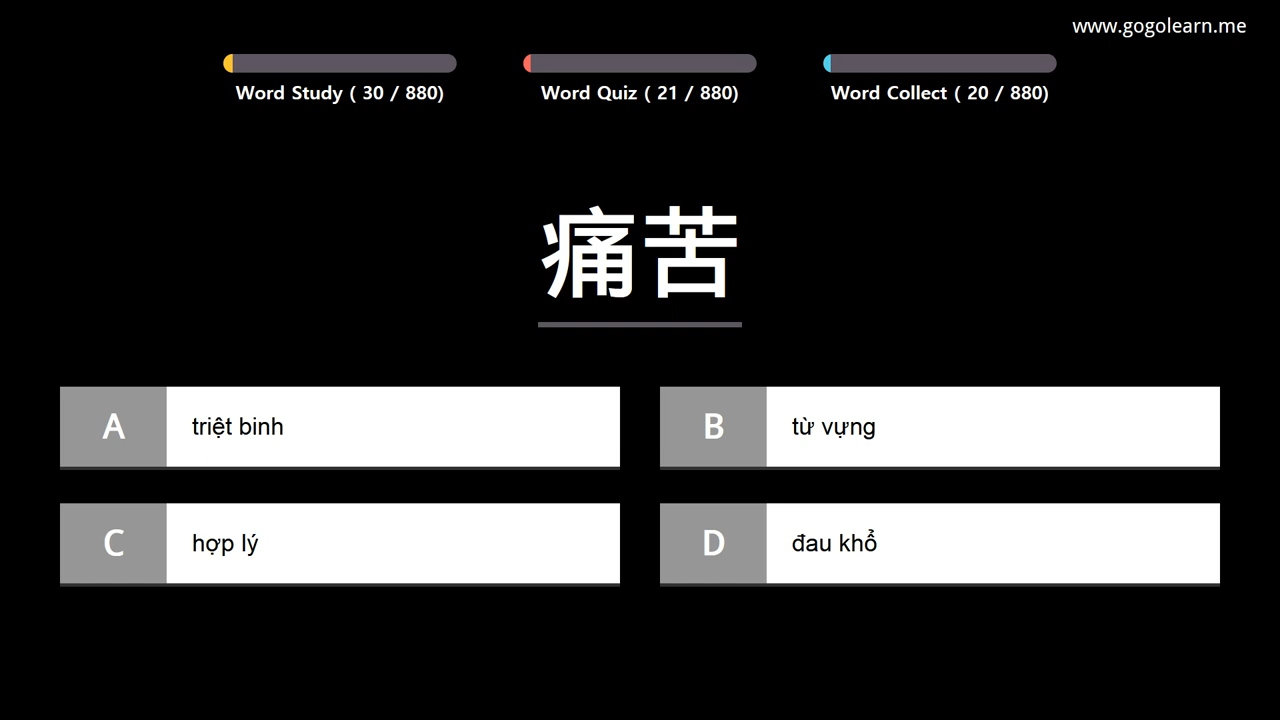 www.gogolearn.me
Word Study ( 30 / 880)
Word Quiz ( 21 / 880)
Word Collect ( 20 / 880)
痛苦
A triệt binh
B từ vựng
C hợp lý
D đau khổ